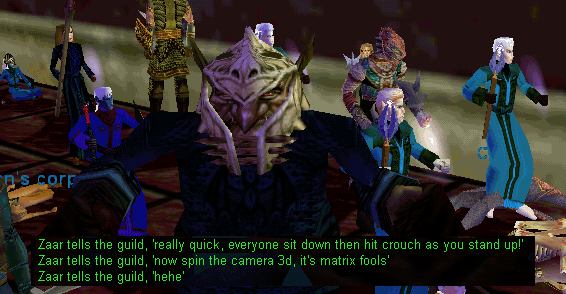 n's corp
Zaar tells the guild, 'really quick, everyone sit down then hit crouch as you stand up!'
Zaar tells the guild, 'now spin the camera 3d, it's matrix fools'
Zaar tells the guild, 'hehe'